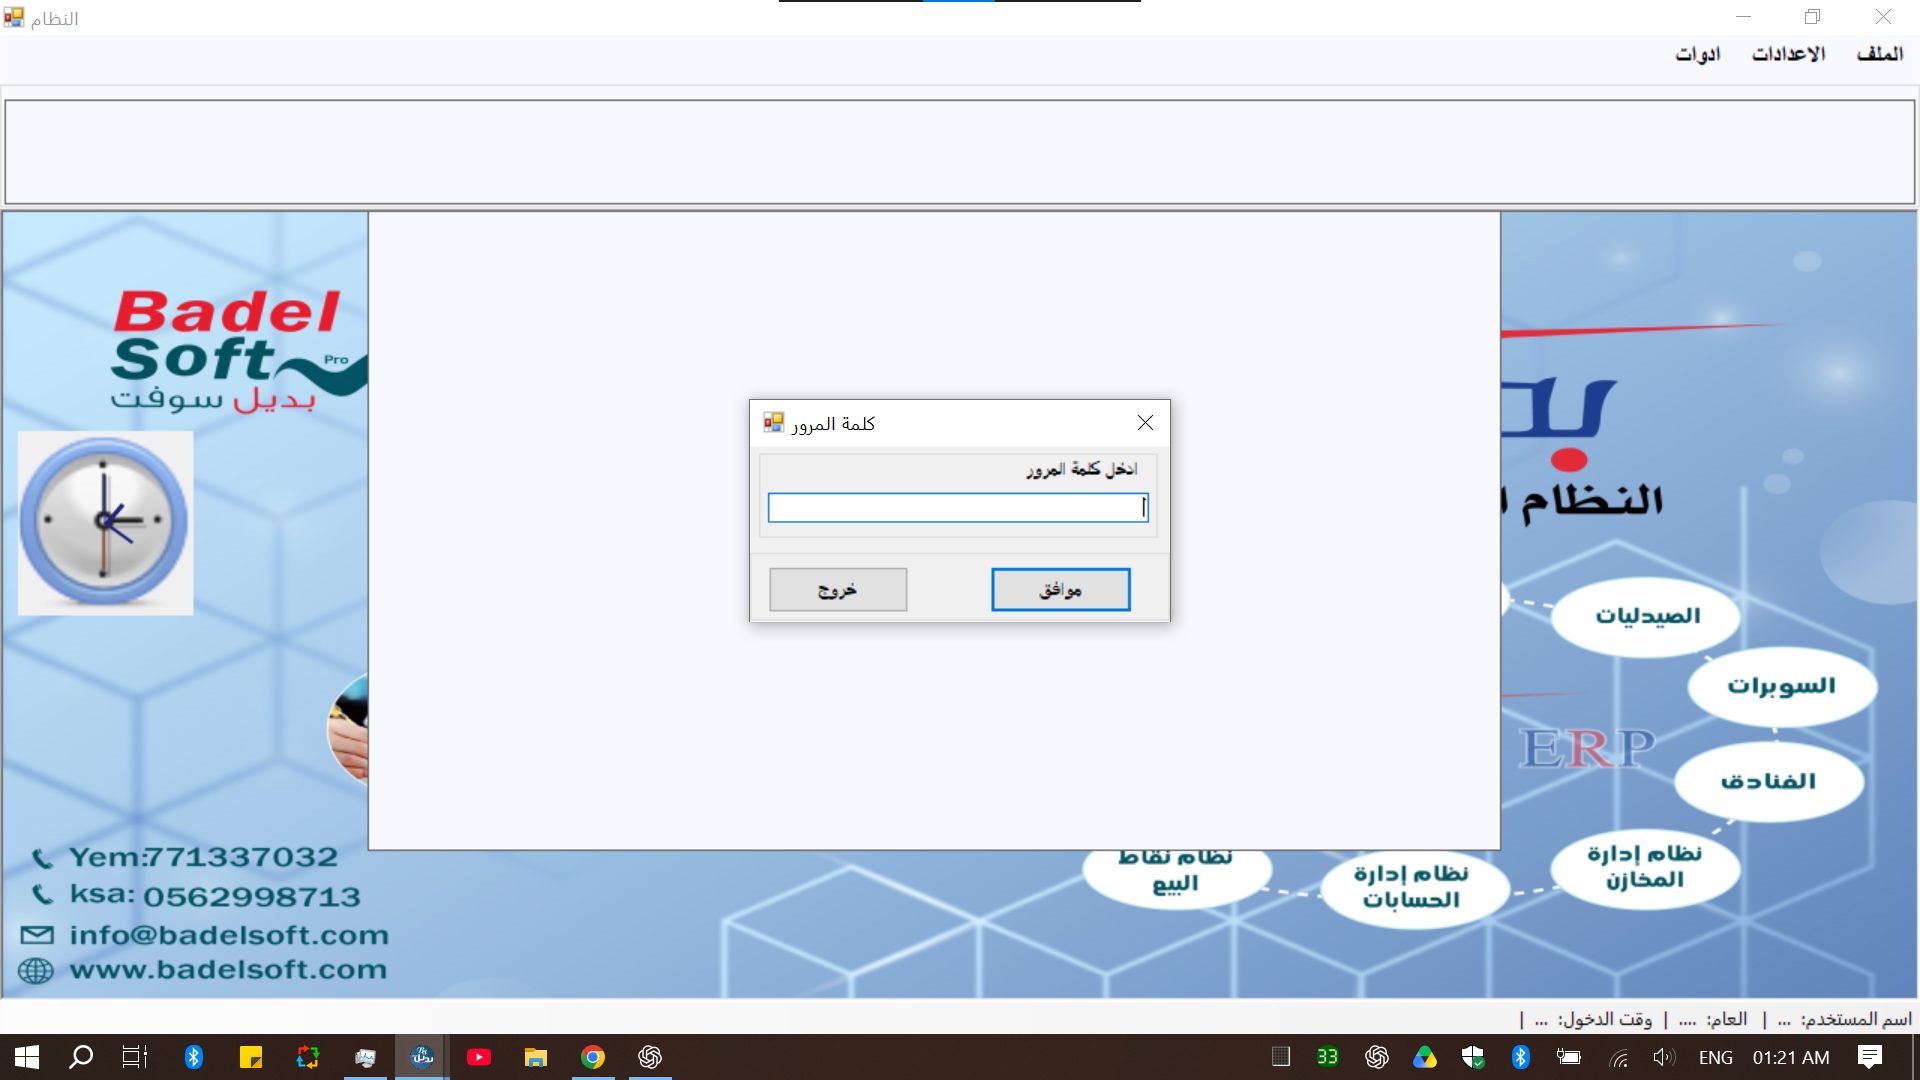 النظام
الملف الاعدادات ادوات
Badel
Soft Pro
بديل سوفت
كلمة المرور
ادخل كلمة المرور
موافق
خروج
النظام
الصيدليات
السوبرات
ERP
الفنادق
نظام إدارة
المخازن
نظام إدارة
الحسابات
نظام نقاط
البيع
Yem:771337032
ksa: 0562998713
info@badelsoft.com
www.badelsoft.com
اسم المستخدم: ... | العام: .... | وقت الدخول: ... |
33
ENG 01:21 AM